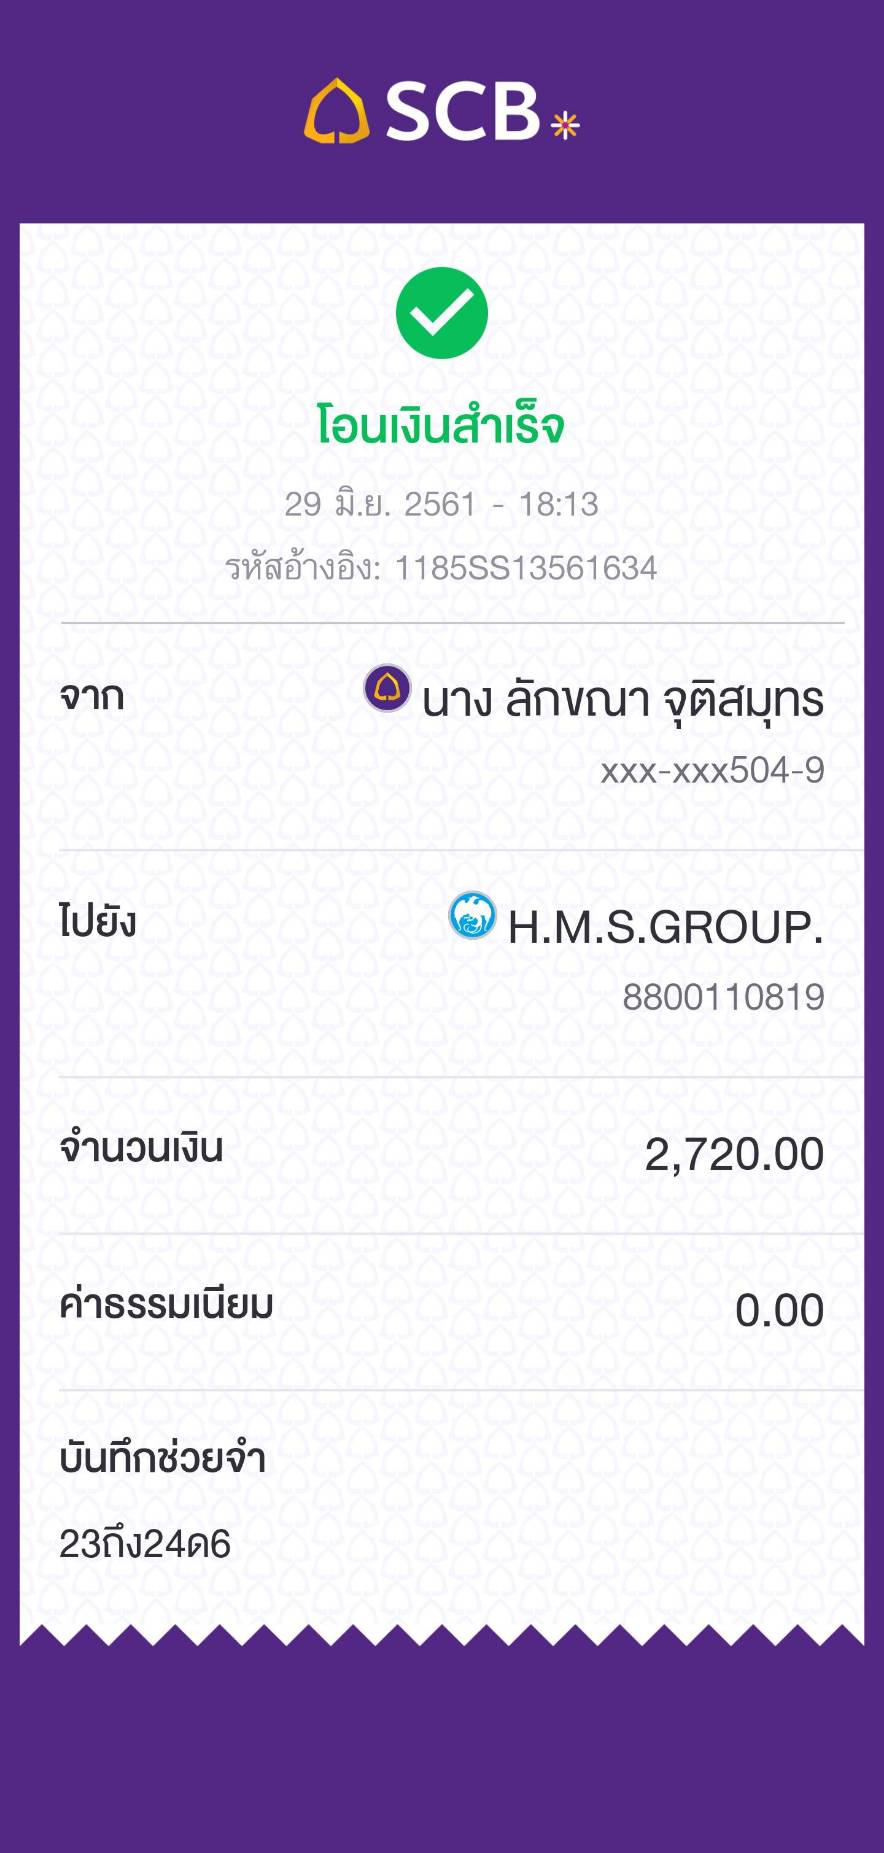 SCB
โอนเงินสำเร็จ
29 มิ.ย. 2561 - 18:13
รหัสอ้างอิง: 1185SS13561634
จาก
นาง ลักขณา จุติสมุทร
xxx-xxx504-9
ไปยัง
H.M.S.GROUP.
8800110819
จำนวนเงิน
2,720.00
ค่าธรรมเนียม
0.00
บันทึกช่วยจำ
23ถึง24ด6